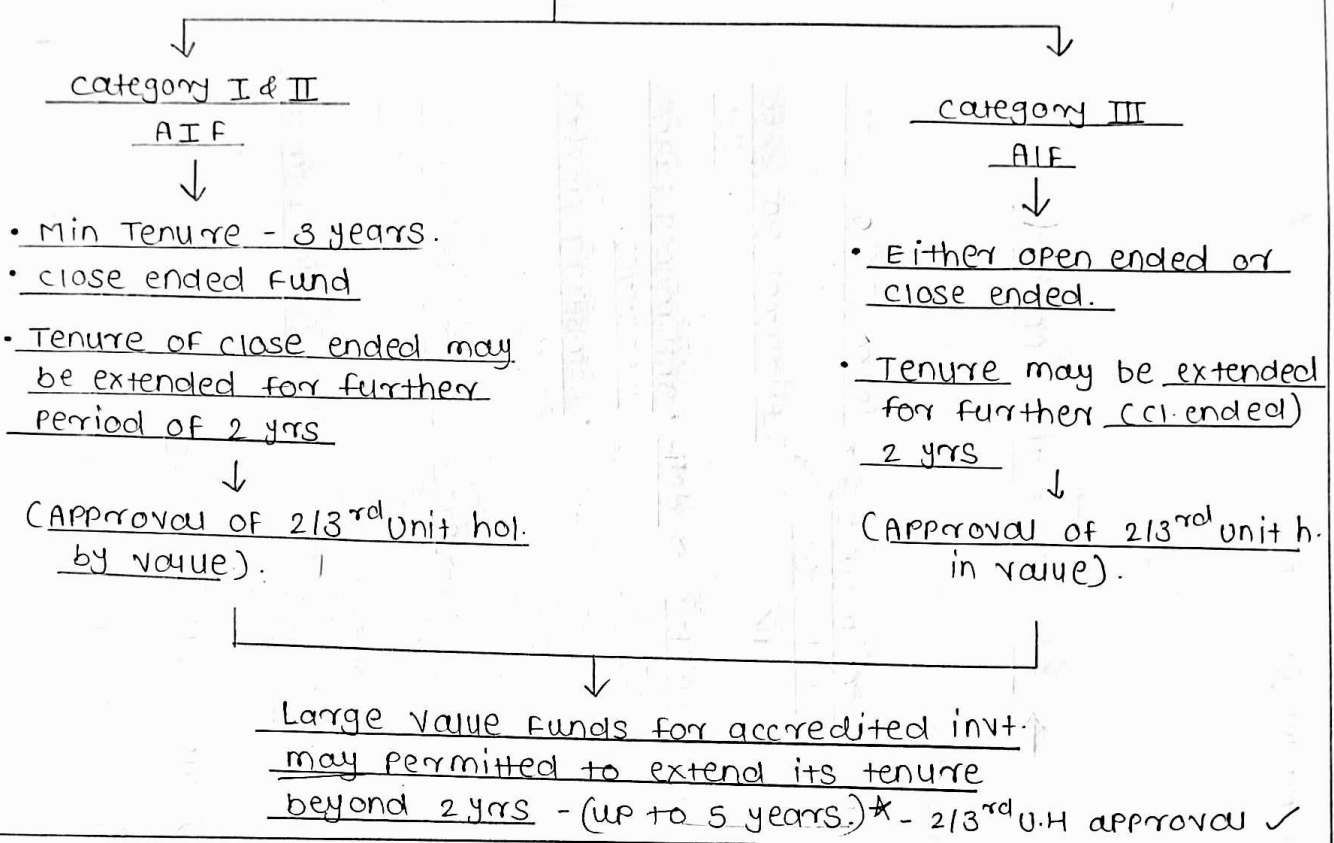 Category I & II
AIF
• Min Tenure - 3 years.
• close ended Fund
• Tenure of close ended may
be extended for further
period of 2 yrs
(Approval of 2/3rd unit hol.
by value).
Category III
AIF
• Either open ended or
close ended.
• Tenure may be extended
for further (cl. ended)
2 yrs
(Approval of 2/3rd unit h.
in value).
Large value Funds for accredited invt.
may permitted to extend its tenure
beyond 2 yrs - (up to 5 years.)* - 2/3rd U.H approval ✓